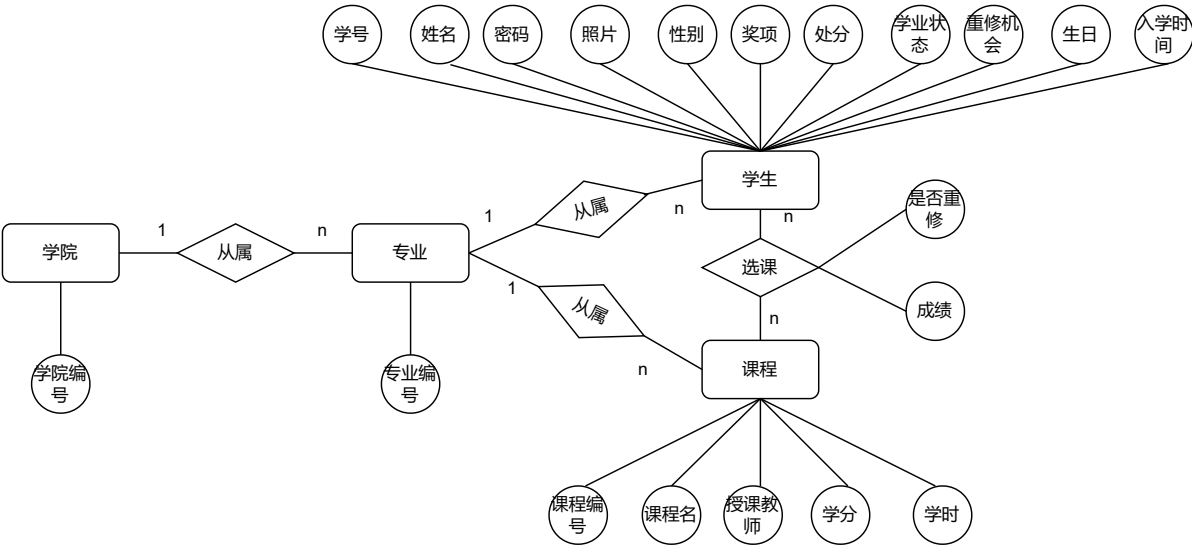 学号
姓名
密码
照片
性别
奖项
处分
学业状
态
重修机
会
生日
入学时
间
学生
是否重
修
从属
1
n
n
学院
1
从属
n
专业
选课
1
从属
n
n
成绩
课程
学院编
号
专业编
号
课程编
号
课程名
授课教
师
学分
学时